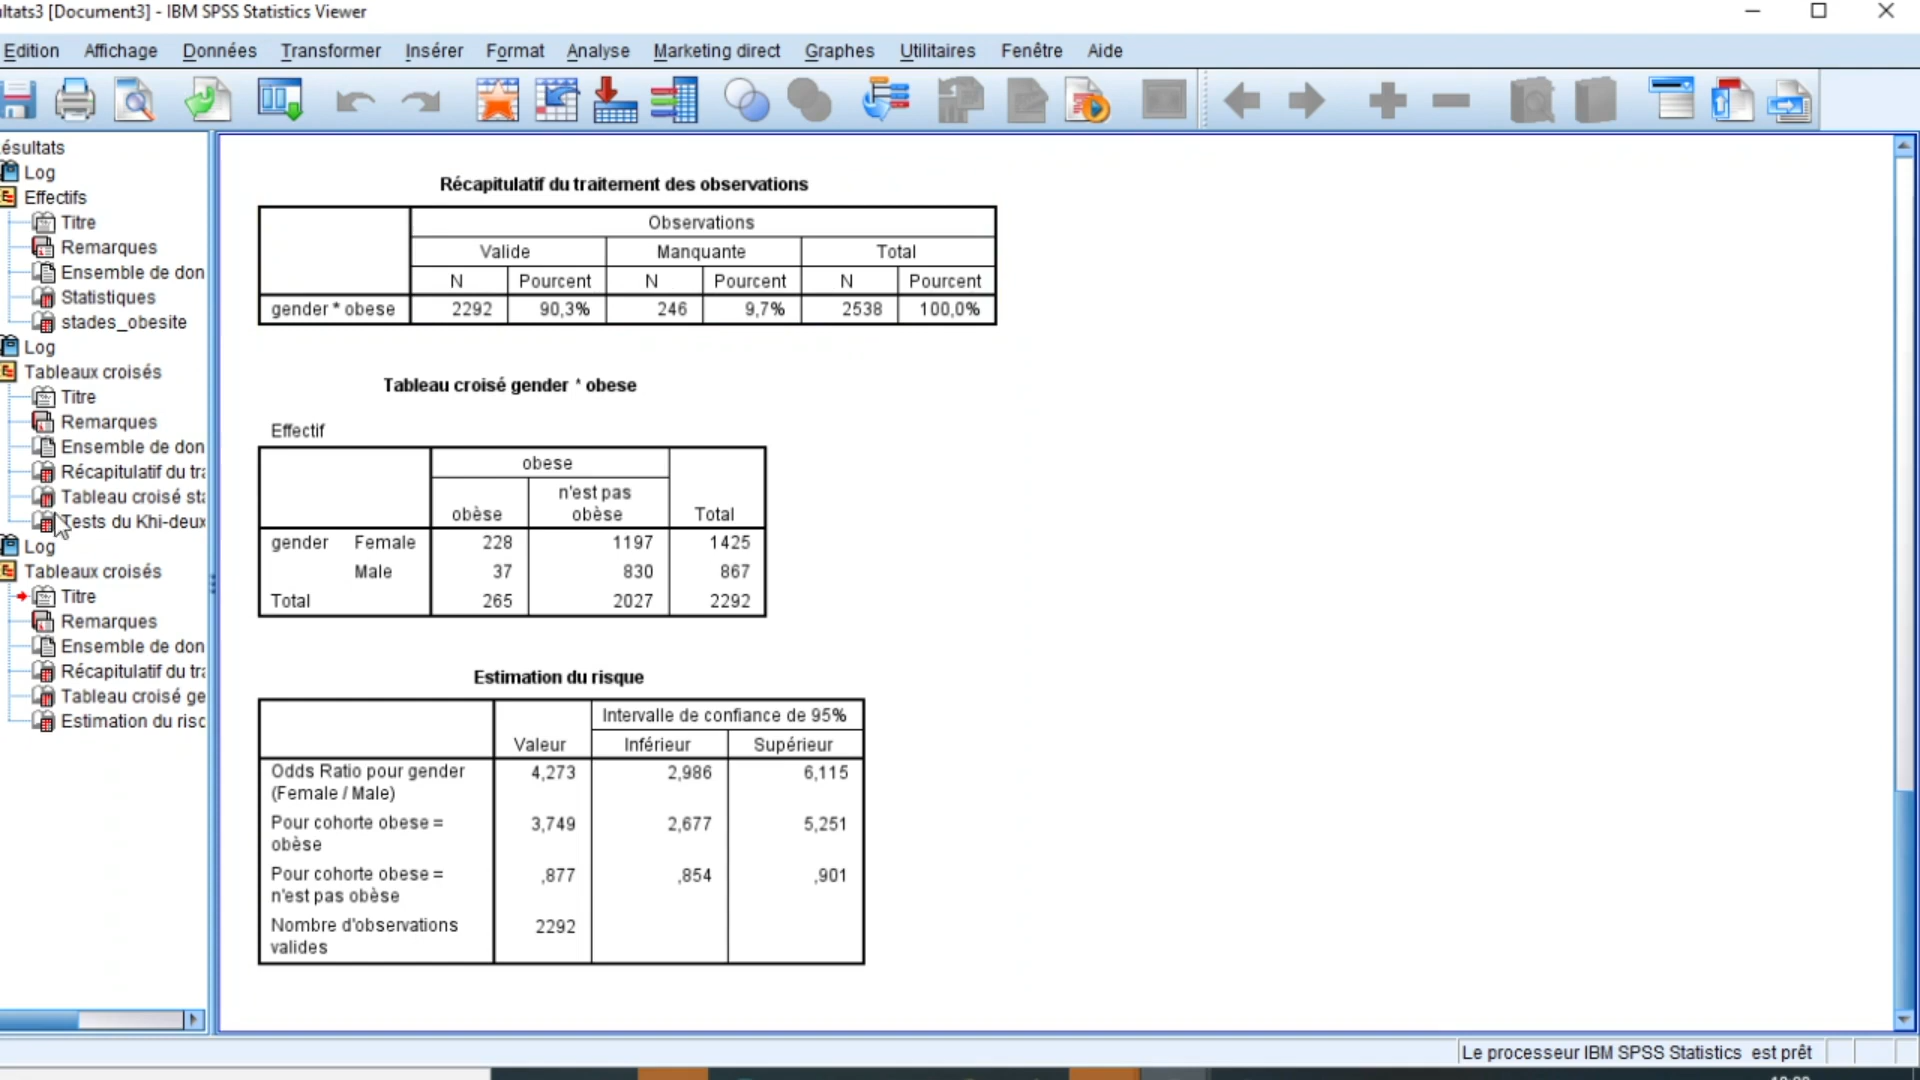 ltats3 [Document3] - IBM SPSS Statistics Viewer
Edition Affichage Données Transformer Insérer Format Analyse Marketing direct Graphes Utilitaires Fenêtre Aide
ésultats
Log
Effectifs
Titre
Remarques
Ensemble de don
Statistiques
stades_obesite
Log
Tableaux croisés
Titre
Remarques
Ensemble de don
Récapitulatif du tra
Tableau croisé sta
Tests du Khi-deux
Log
Tableaux croisés
Titre
Remarques
Ensemble de don
Récapitulatif du tra
Tableau croisé ge
Estimation du risc
Récapitulatif du traitement des observations
Observations
Valide Manquante Total
N Pourcent N Pourcent N Pourcent
gender * obese 2292 90,3% 246 9,7% 2538 100,0%
Tableau croisé gender * obese
Effectif
obese
obèse n'est pas obèse Total
gender Female 228 1197 1425
Male 37 830 867
Total 265 2027 2292
Estimation du risque
Intervalle de confiance de 95%
Valeur Inférieur Supérieur
Odds Ratio pour gender (Female / Male) 4,273 2,986 6,115
Pour cohorte obese = obèse 3,749 2,677 5,251
Pour cohorte obese = n'est pas obèse ,877 ,854 ,901
Nombre d'observations valides 2292
Le processeur IBM SPSS Statistics est prêt